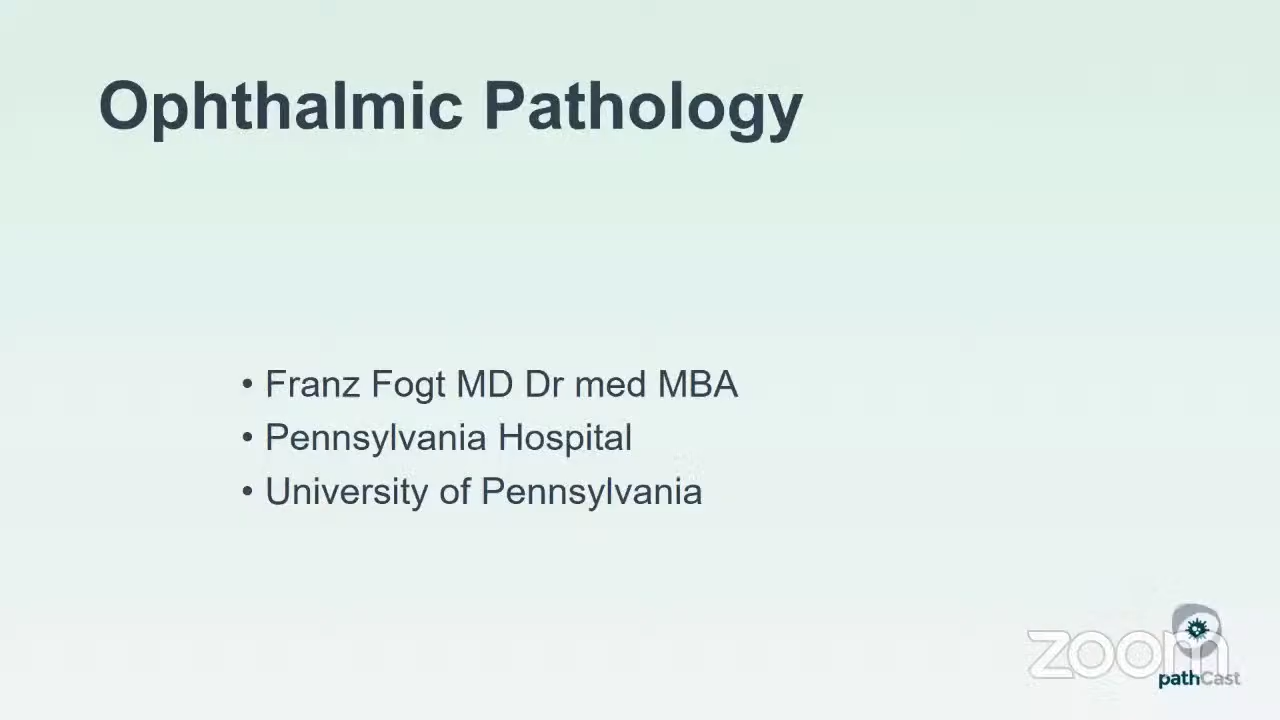 Ophthalmic Pathology
• Franz Fogt MD Dr med MBA
• Pennsylvania Hospital
• University of Pennsylvania
zoom
pathCast